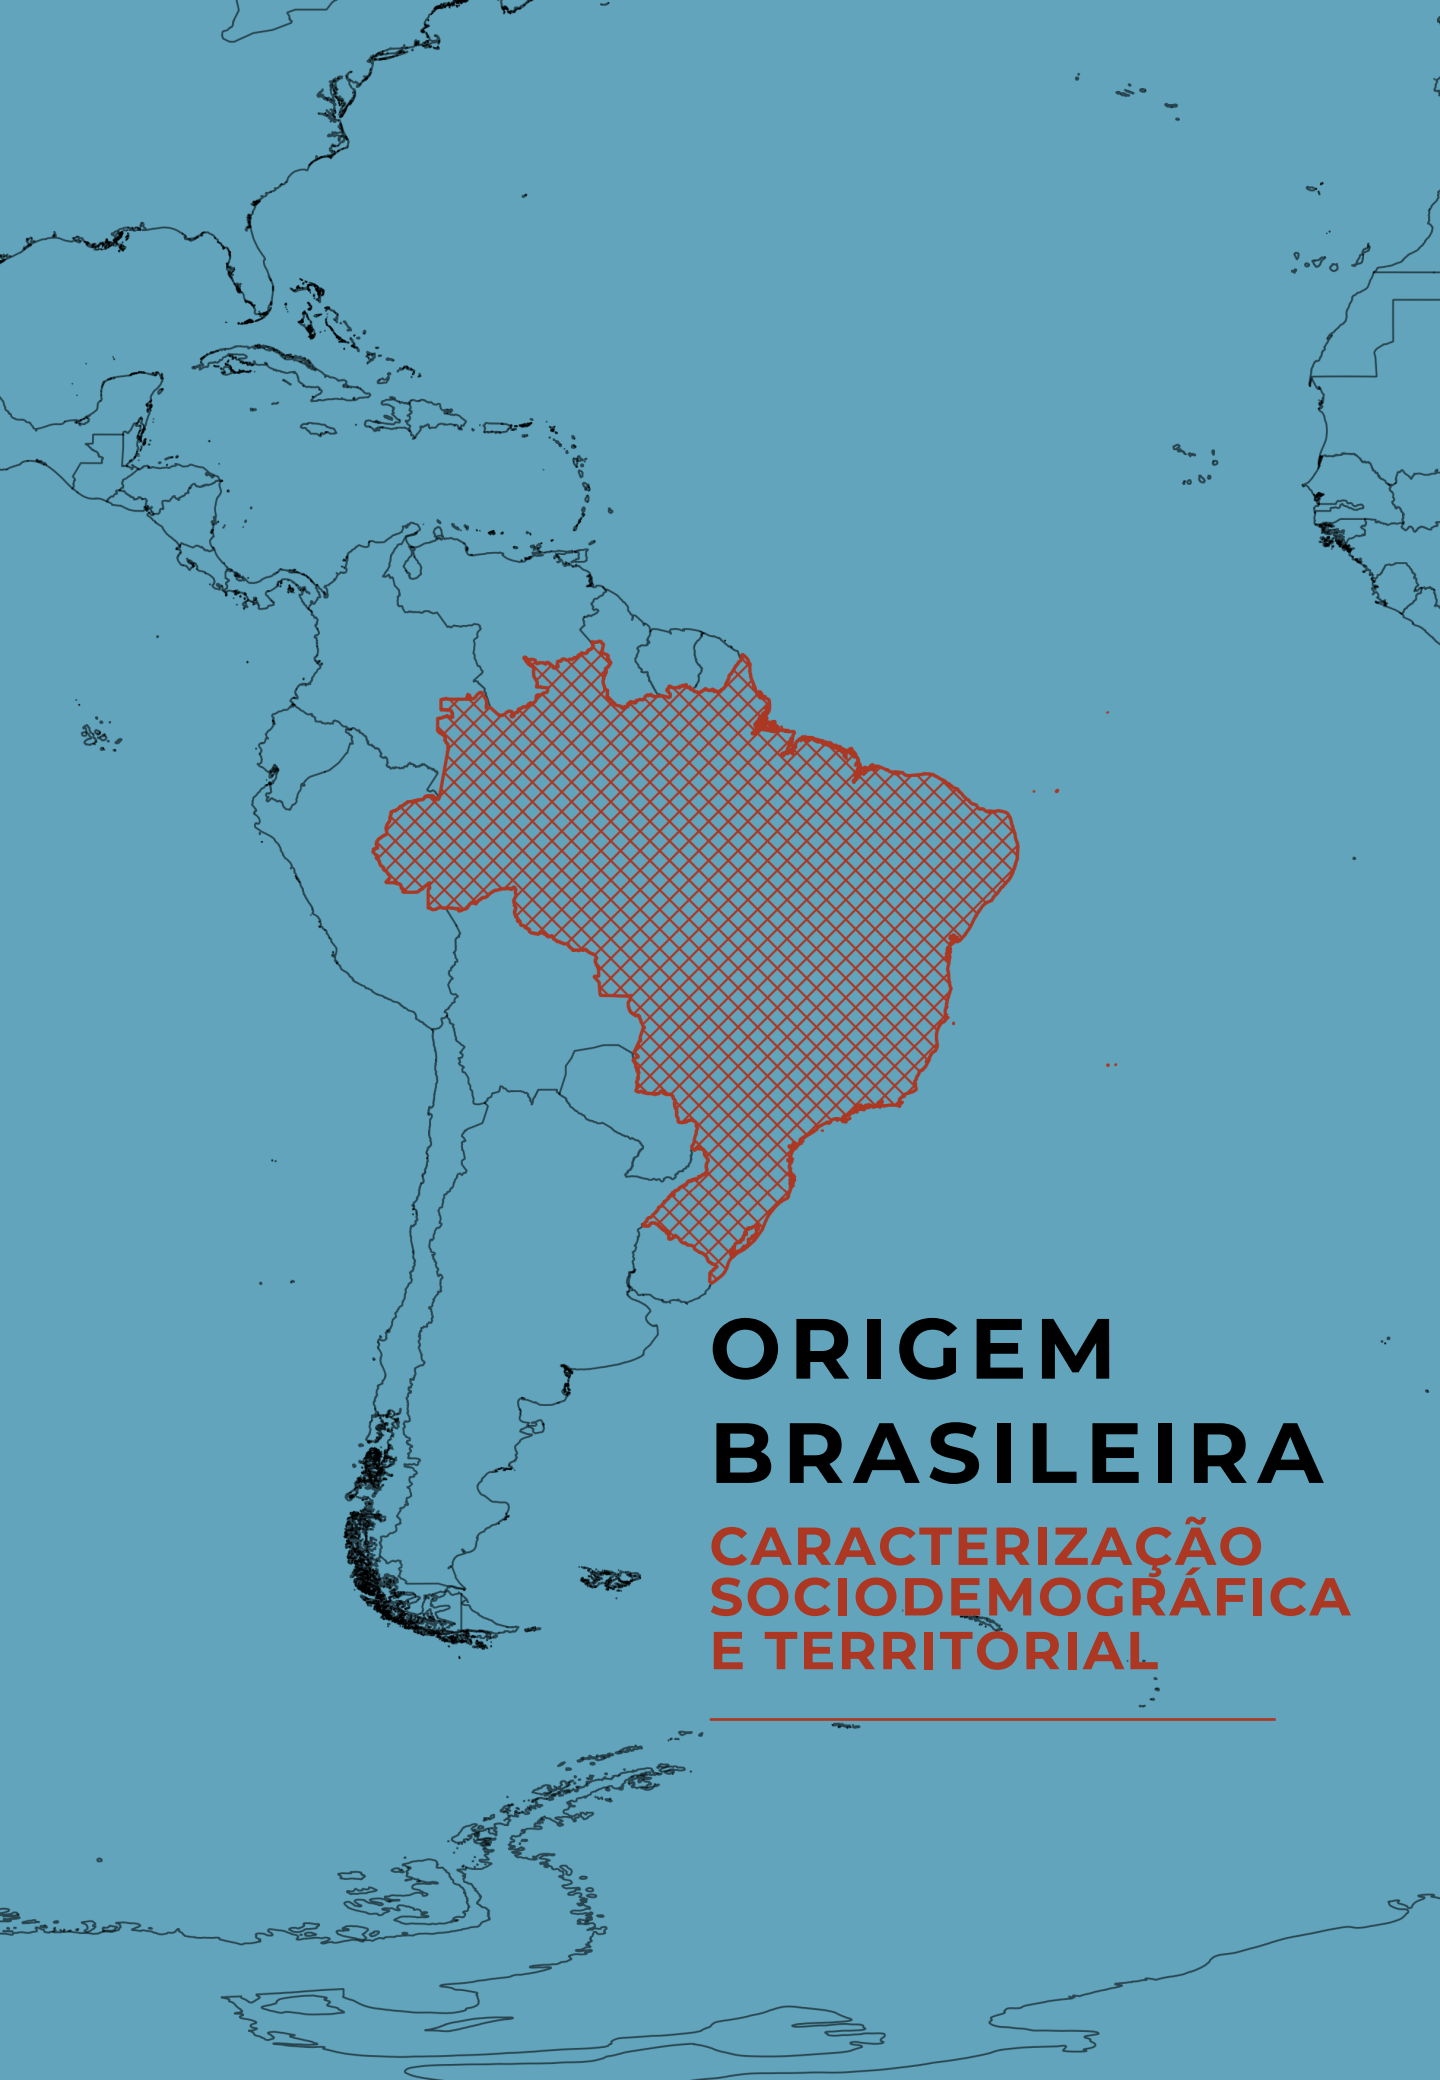 ORIGEM
BRASILEIRA
CARACTERIZAÇÃO
SOCIODEMOGRÁFICA
E TERRITORIAL